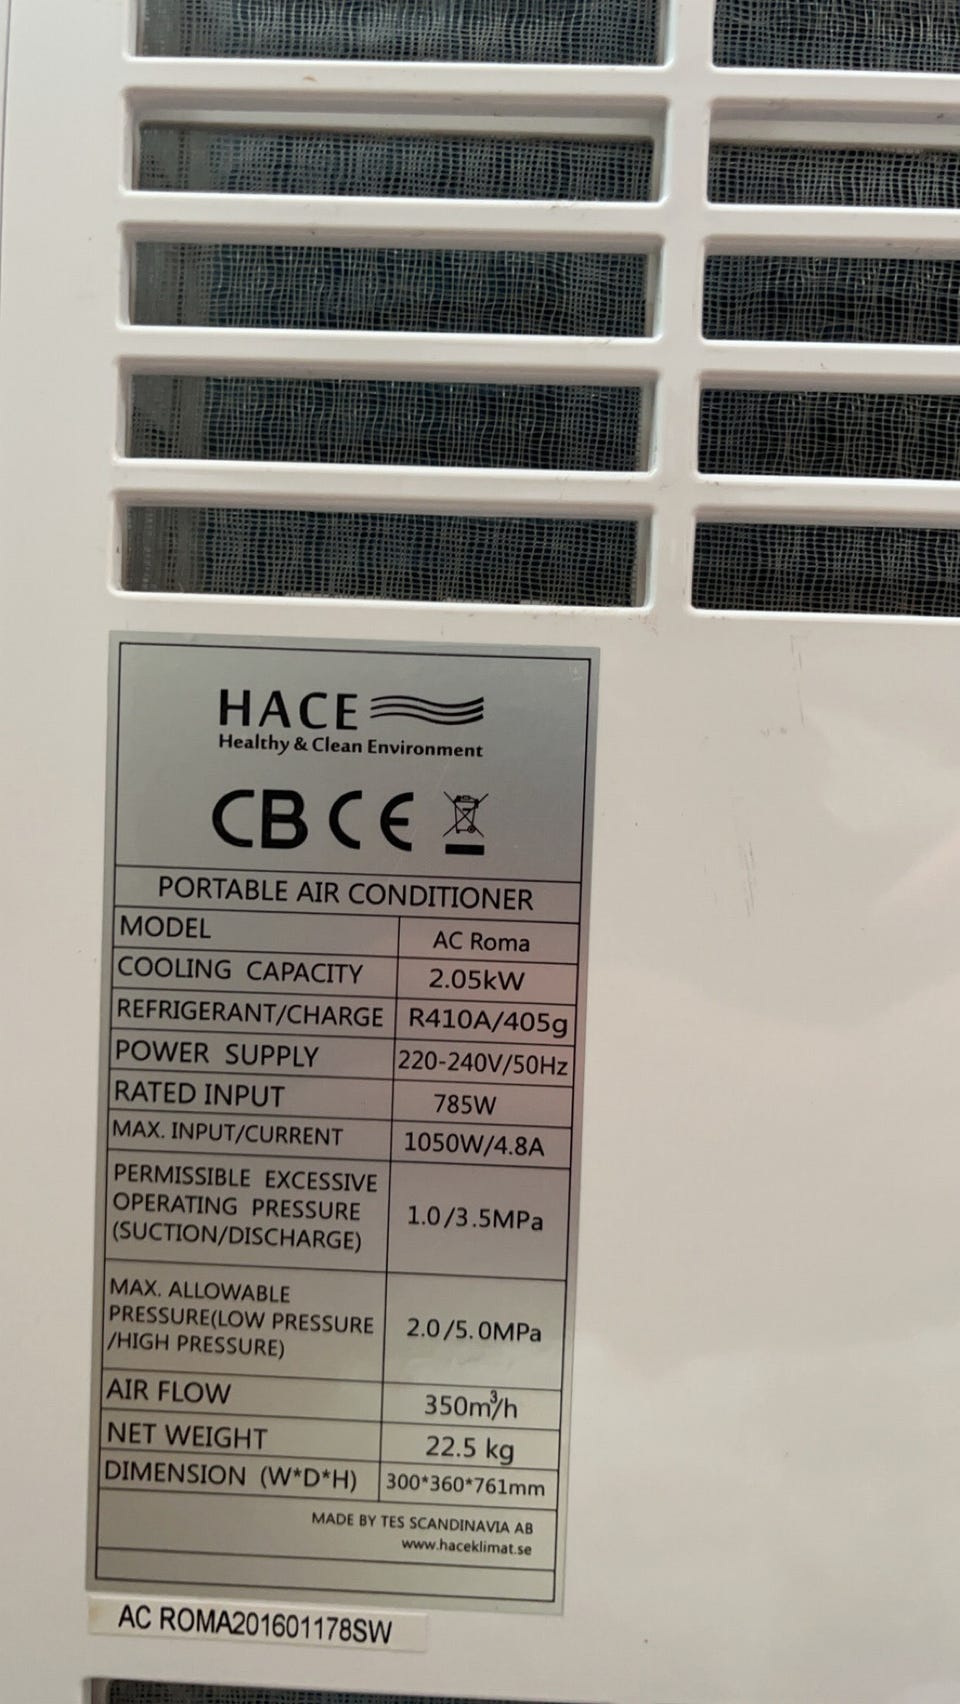 HACE
Healthy & Clean Environment
CB CE
PORTABLE AIR CONDITIONER
MODEL AC Roma
COOLING CAPACITY 2.05kW
REFRIGERANT/CHARGE R410A/405g
POWER SUPPLY 220-240V/50Hz
RATED INPUT 785W
MAX. INPUT/CURRENT 1050W/4.8A
PERMISSIBLE EXCESSIVE
OPERATING PRESSURE
(SUCTION/DISCHARGE) 1.0/3.5MPa
MAX. ALLOWABLE
PRESSURE(LOW PRESSURE
/HIGH PRESSURE) 2.0/5.0MPa
AIR FLOW 350m³/h
NET WEIGHT 22.5 kg
DIMENSION (W*D*H) 300*360*761mm
MADE BY TES SCANDINAVIA AB
www.haceklimat.se
AC ROMA201601178SW